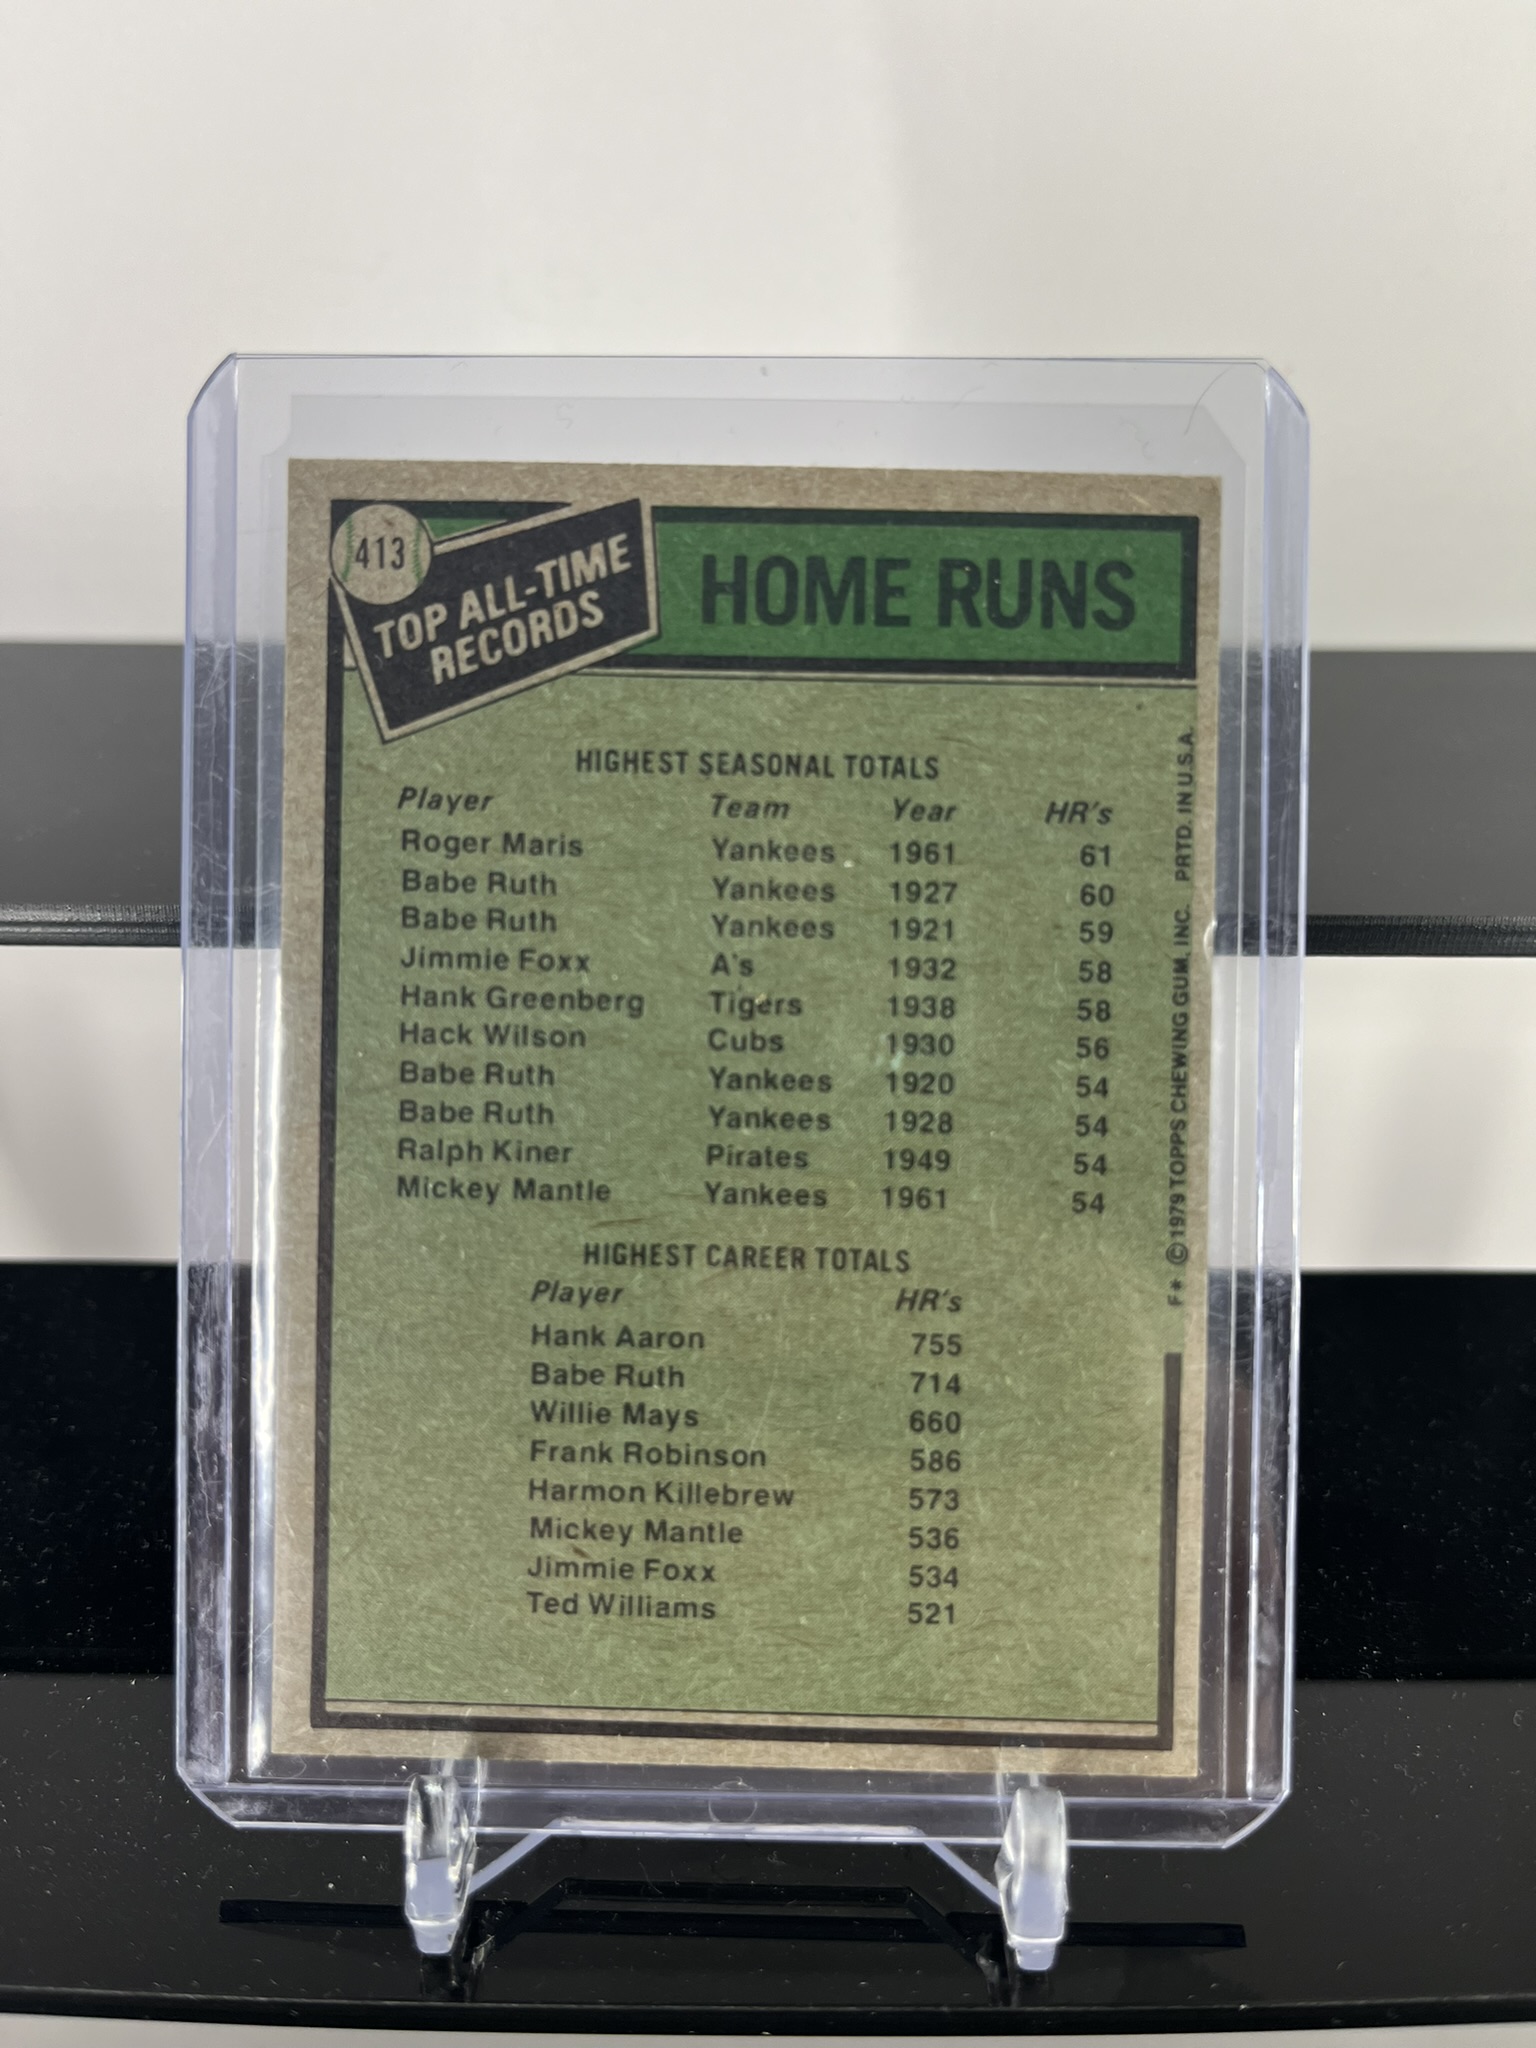 413
TOP ALL-TIME
RECORDS
HOME RUNS
HIGHEST SEASONAL TOTALS
Player Team Year HR's
Roger Maris Yankees 1961 61
Babe Ruth Yankees 1927 60
Babe Ruth Yankees 1921 59
Jimmie Foxx A's 1932 58
Hank Greenberg Tigers 1938 58
Hack Wilson Cubs 1930 56
Babe Ruth Yankees 1920 54
Babe Ruth Yankees 1928 54
Ralph Kiner Pirates 1949 54
Mickey Mantle Yankees 1961 54
HIGHEST CAREER TOTALS
Player HR's
Hank Aaron 755
Babe Ruth 714
Willie Mays 660
Frank Robinson 586
Harmon Killebrew 573
Mickey Mantle 536
Jimmie Foxx 534
Ted Williams 521
F* © 1979 TOPPS CHEWING GUM, INC. PRTD. IN U.S.A.